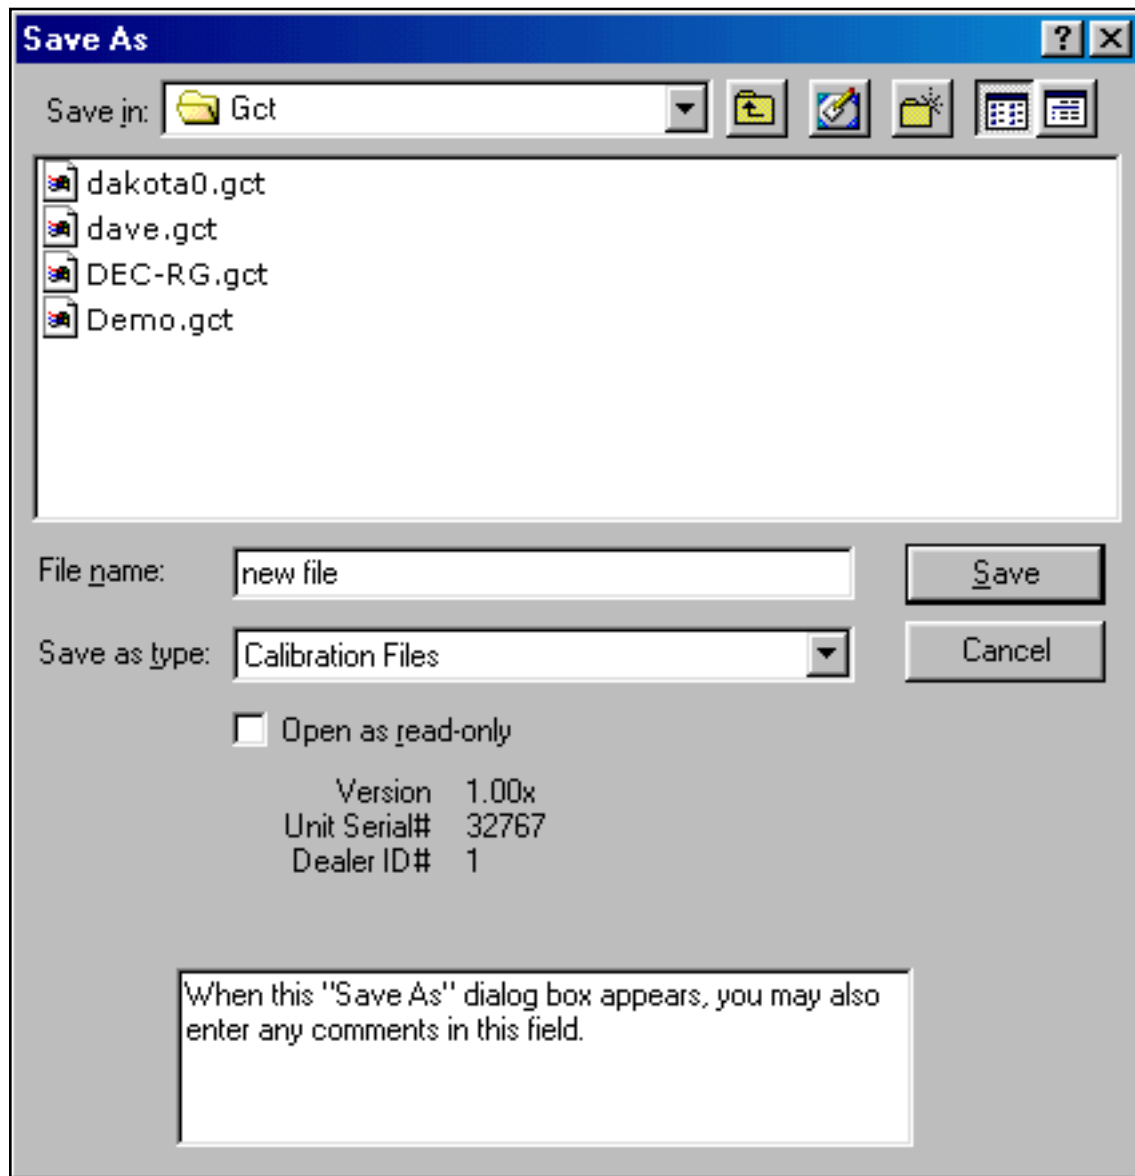 Save As
Save in: Gct
dakota0.gct
dave.gct
DEC-RG.gct
Demo.gct
File name: new file
Save
Save as type: Calibration Files
Cancel
Open as read-only
Version 1.00x
Unit Serial# 32767
Dealer ID# 1
When this "Save As" dialog box appears, you may also
enter any comments in this field.